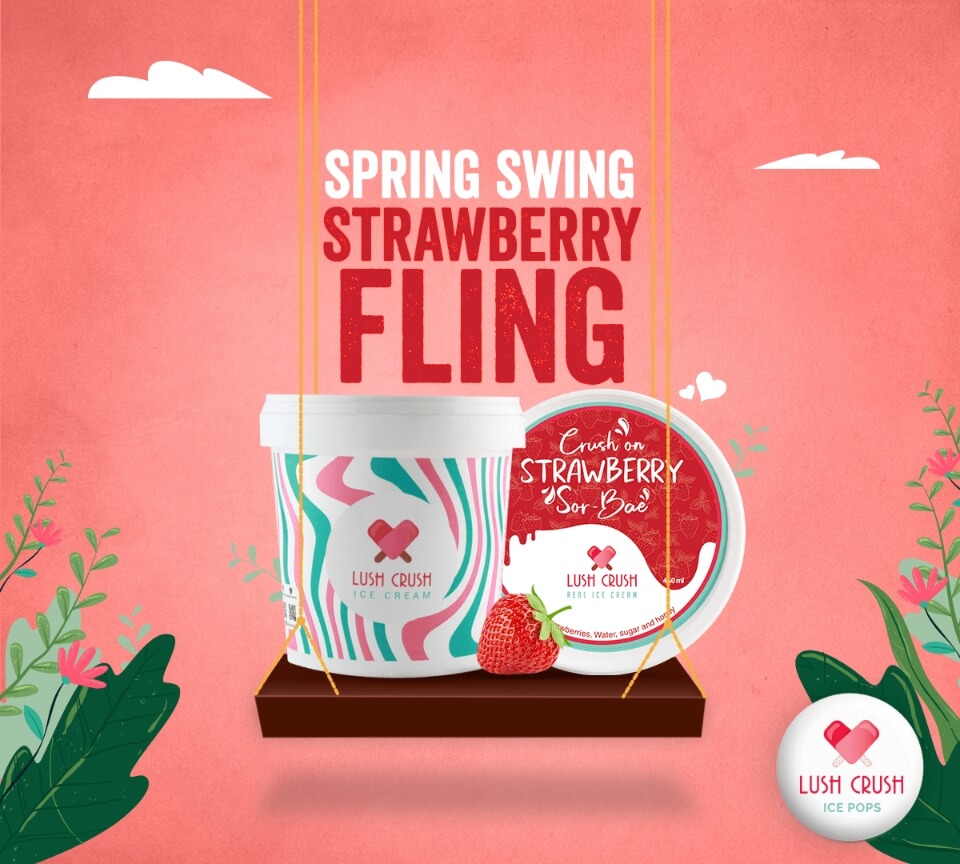 SPRING SWING
STRAWBERRY
FLING
Crush on
STRAWBERRY
Sor-Bae
LUSH CRUSH
ICE CREAM
LUSH CRUSH
REAL ICE CREAM
Water, sugar and honey
LUSH CRUSH
ICE POPS